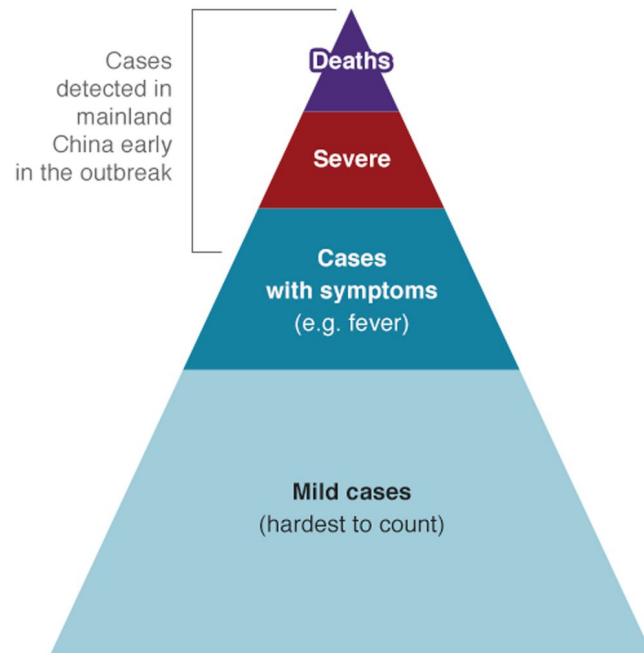 Cases
detected in
mainland
China early
in the outbreak
Deaths
Severe
Cases
with symptoms
(e.g. fever)
Mild cases
(hardest to count)